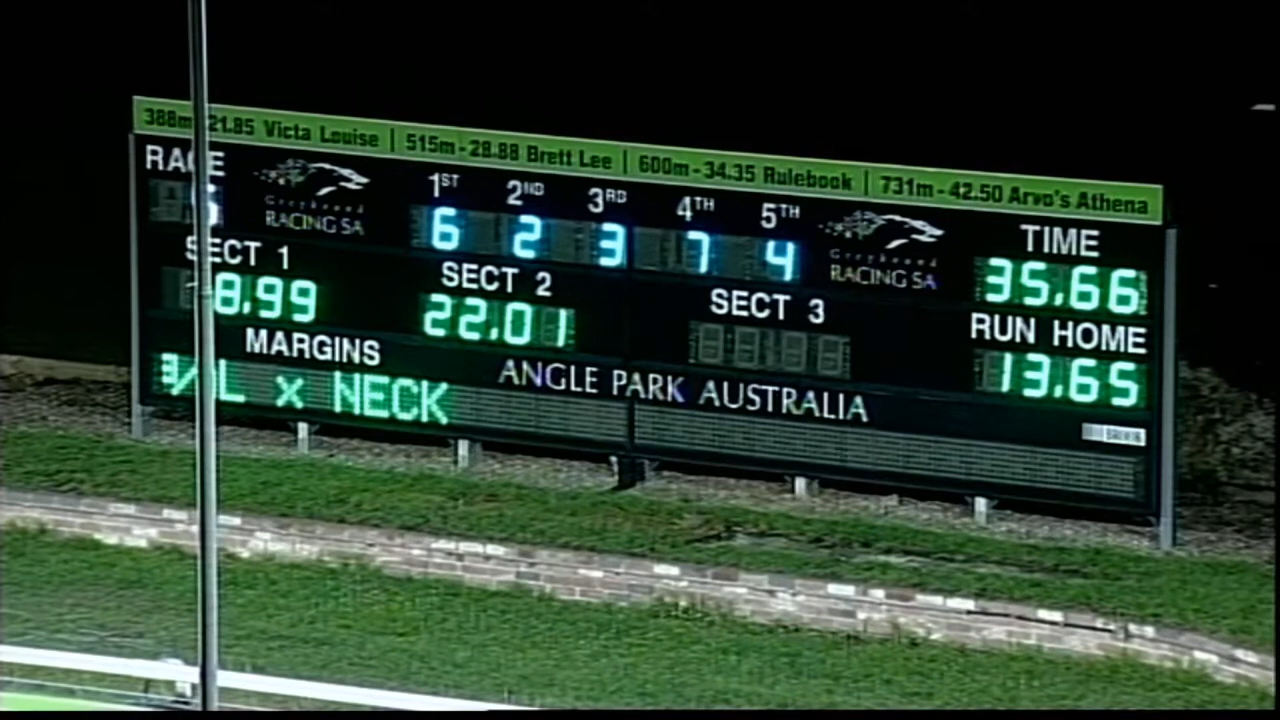 388m-21.85 Victa Louise | 515m-28.88 Brett Lee | 600m-34.35 Rulebook | 731m-42.50 Arvo's Athena
RACE 1ST 2ND 3RD 4TH 5TH TIME
Greyhound RACING SA 6 2 3 7 4 Greyhound RACING SA 35.66
SECT 1 SECT 2 SECT 3 RUN HOME
8.99 22.01 13.65
MARGINS ANGLE PARK AUSTRALIA
L x NECK